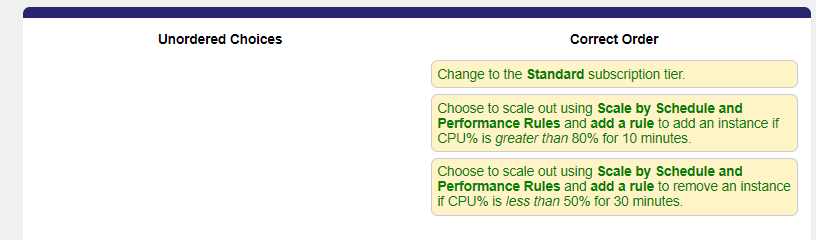 Unordered Choices
Correct Order
Change to the Standard subscription tier.
Choose to scale out using Scale by Schedule and
Performance Rules and add a rule to add an instance if
CPU% is greater than 80% for 10 minutes.
Choose to scale out using Scale by Schedule and
Performance Rules and add a rule to remove an instance
if CPU% is less than 50% for 30 minutes.